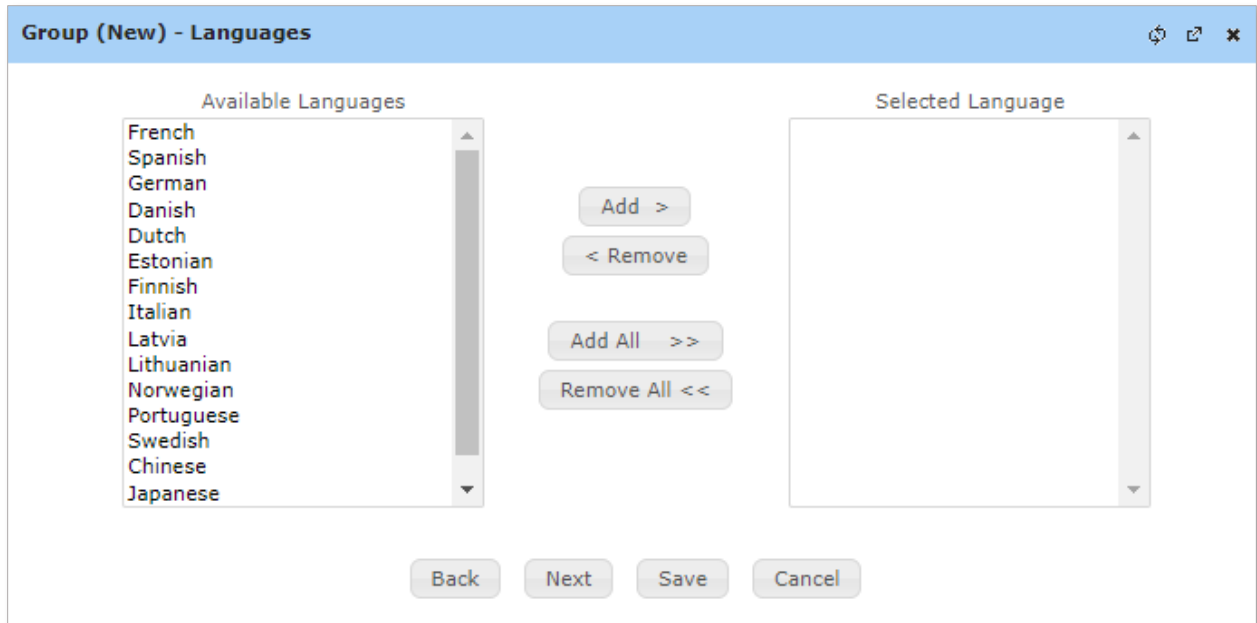 Group (New) - Languages
Available Languages
Selected Language
French
Spanish
German
Danish
Dutch
Estonian
Finnish
Italian
Latvia
Lithuanian
Norwegian
Portuguese
Swedish
Chinese
Japanese
Add >
< Remove
Add All >>
Remove All <<
Back Next Save Cancel